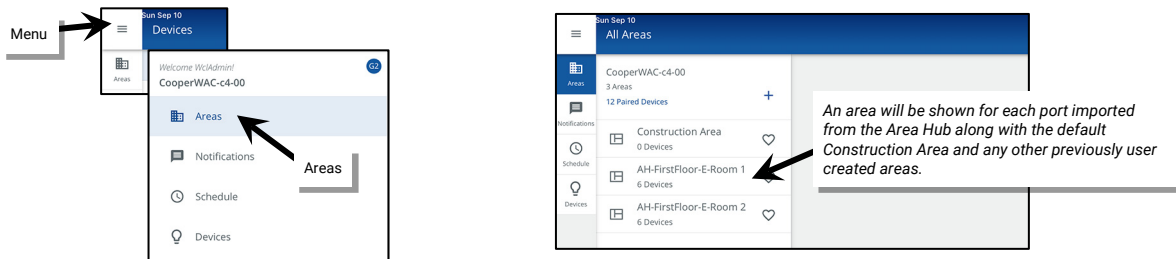 Menu
Sun Sep 10
Devices
Areas
Welcome WclAdmin!
G2
CooperWAC-c4-00
Areas
Notifications
Schedule
Devices
Areas
Sun Sep 10
All Areas
Areas
Notifications
Schedule
Devices
CooperWAC-c4-00
3 Areas
12 Paired Devices
+
Construction Area
0 Devices
AH-FirstFloor-E-Room 1
6 Devices
AH-FirstFloor-E-Room 2
6 Devices
An area will be shown for each port imported
from the Area Hub along with the default
Construction Area and any other previously user
created areas.